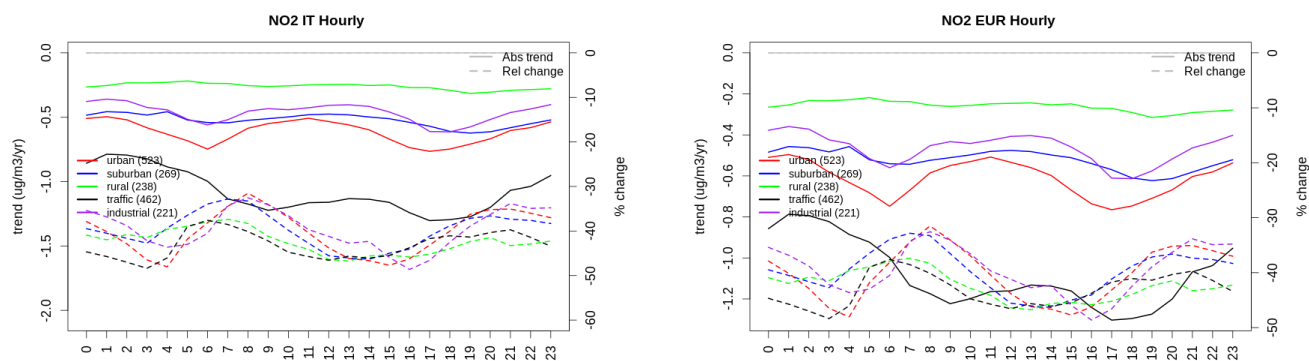 NO2 IT Hourly
trend (ug/m3/yr)
0.0
-0.5
-1.0
-1.5
-2.0
Abs trend
Rel change
urban (523)
suburban (269)
rural (238)
traffic (462)
industrial (221)
0
-10
-20
-30
-40
-50
-60
% change
0 1 2 3 4 5 6 7 8 9 10 11 12 13 14 15 16 17 18 19 20 21 22 23
NO2 EUR Hourly
trend (ug/m3/yr)
0.0
-0.2
-0.4
-0.6
-0.8
-1.0
-1.2
Abs trend
Rel change
urban (523)
suburban (269)
rural (238)
traffic (462)
industrial (221)
0
-10
-20
-30
-40
-50
% change
0 1 2 3 4 5 6 7 8 9 10 11 12 13 14 15 16 17 18 19 20 21 22 23